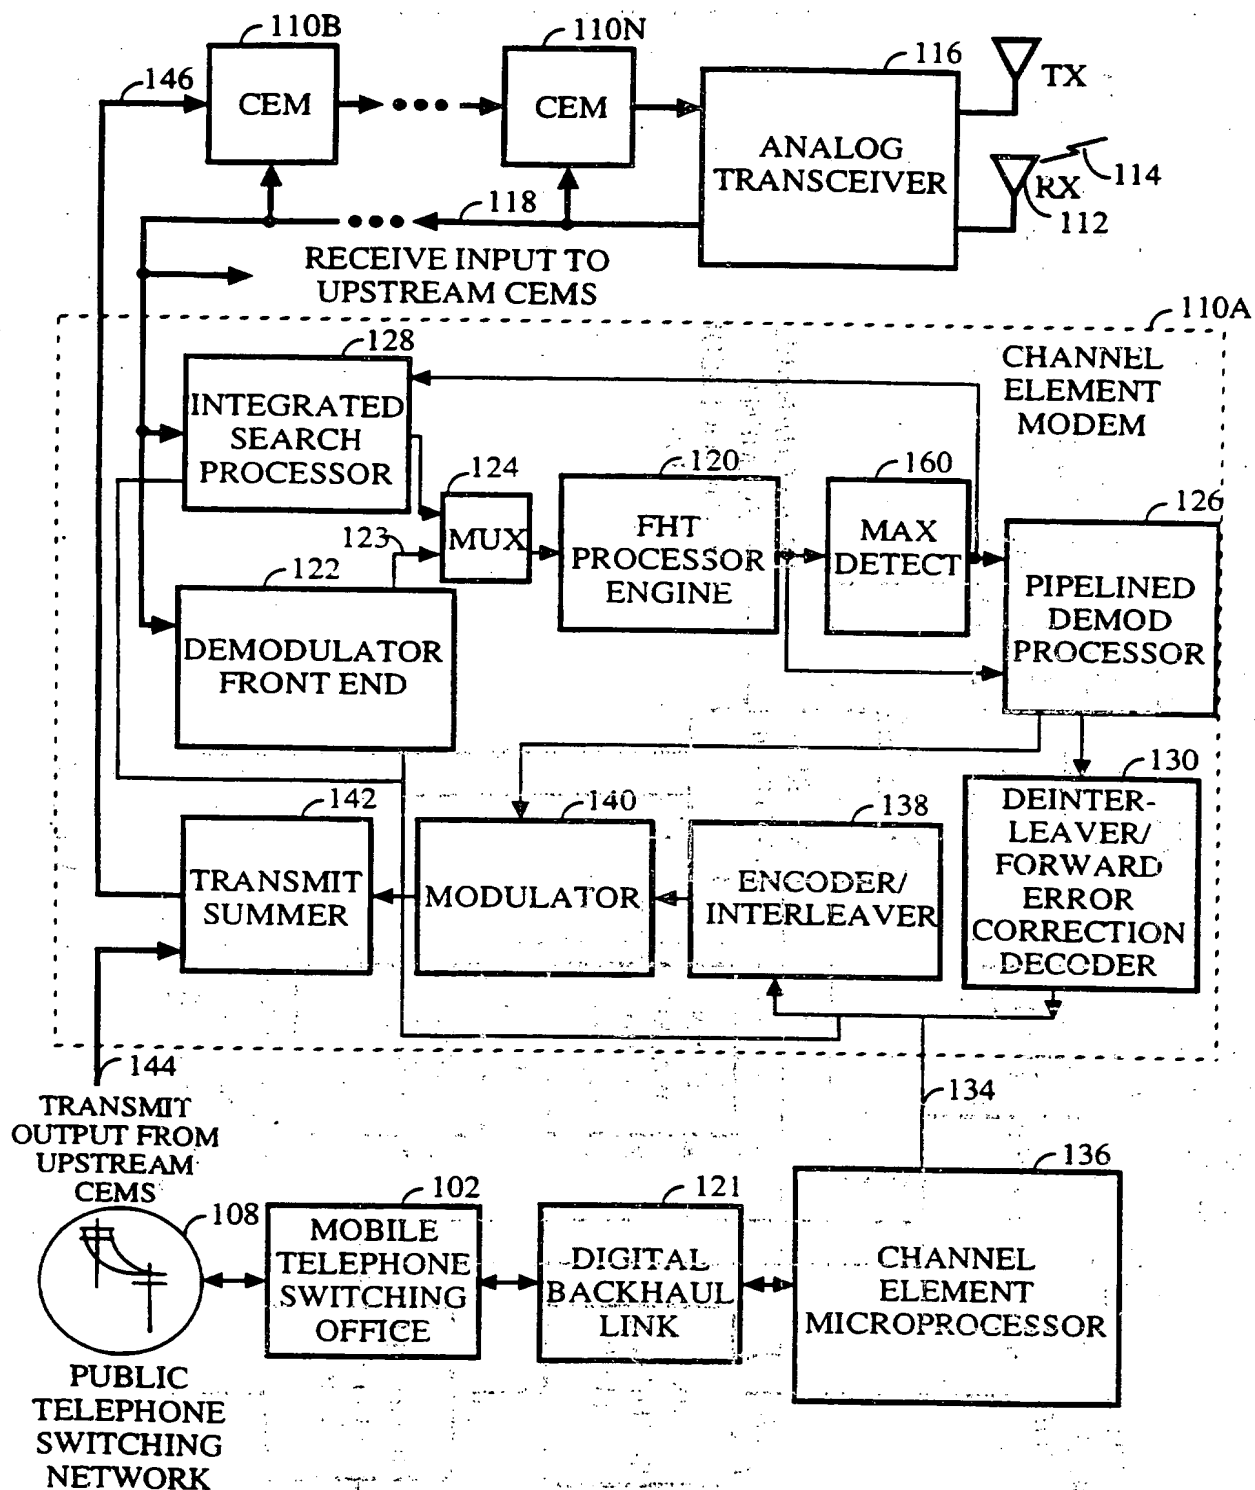 110B
110N
146
CEM
CEM
116
TX
ANALOG
TRANSCEIVER
RX
114
112
118
RECEIVE INPUT TO
UPSTREAM CEMS
110A
128
CHANNEL
ELEMENT
MODEM
INTEGRATED
SEARCH
PROCESSOR
124
120
160
126
MUX
FHT
PROCESSOR
ENGINE
MAX
DETECT
123
122
PIPELINED
DEMOD
PROCESSOR
DEMODULATOR
FRONT END
130
142
140
138
DEINTER-
LEAVER/
FORWARD
ERROR
CORRECTION
DECODER
TRANSMIT
SUMMER
MODULATOR
ENCODER/
INTERLEAVER
144
134
TRANSMIT
OUTPUT FROM
UPSTREAM
CEMS
136
108
102
121
MOBILE
TELEPHONE
SWITCHING
OFFICE
DIGITAL
BACKHAUL
LINK
CHANNEL
ELEMENT
MICROPROCESSOR
PUBLIC
TELEPHONE
SWITCHING
NETWORK